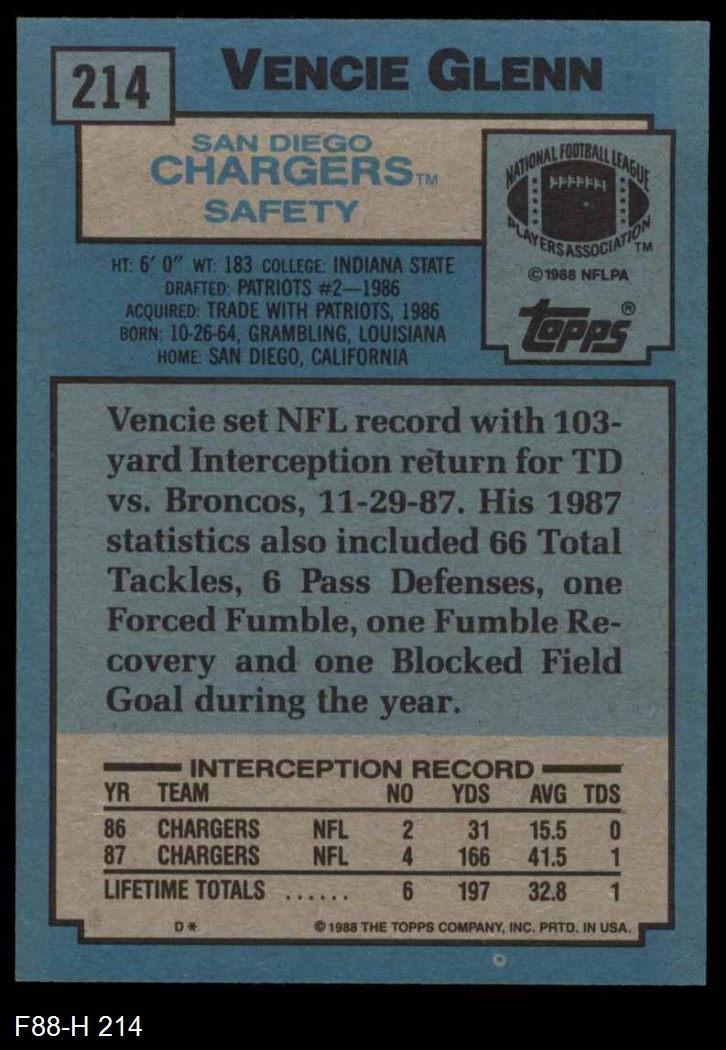 214
VENCIE GLENN
SAN DIEGO
CHARGERS™
SAFETY
NATIONAL FOOTBALL LEAGUE
PLAYERS ASSOCIATION™
©1988 NFLPA
topps®
HT: 6' 0" WT: 183 COLLEGE: INDIANA STATE
DRAFTED: PATRIOTS #2—1986
ACQUIRED: TRADE WITH PATRIOTS, 1986
BORN: 10-26-64, GRAMBLING, LOUISIANA
HOME: SAN DIEGO, CALIFORNIA
Vencie set NFL record with 103-
yard Interception return for TD
vs. Broncos, 11-29-87. His 1987
statistics also included 66 Total
Tackles, 6 Pass Defenses, one
Forced Fumble, one Fumble Re-
covery and one Blocked Field
Goal during the year.
INTERCEPTION RECORD
YR TEAM NO YDS AVG TDS
86 CHARGERS NFL 2 31 15.5 0
87 CHARGERS NFL 4 166 41.5 1
LIFETIME TOTALS ...... 6 197 32.8 1
D* ©1988 THE TOPPS COMPANY, INC. PRTD. IN USA.
F88-H 214